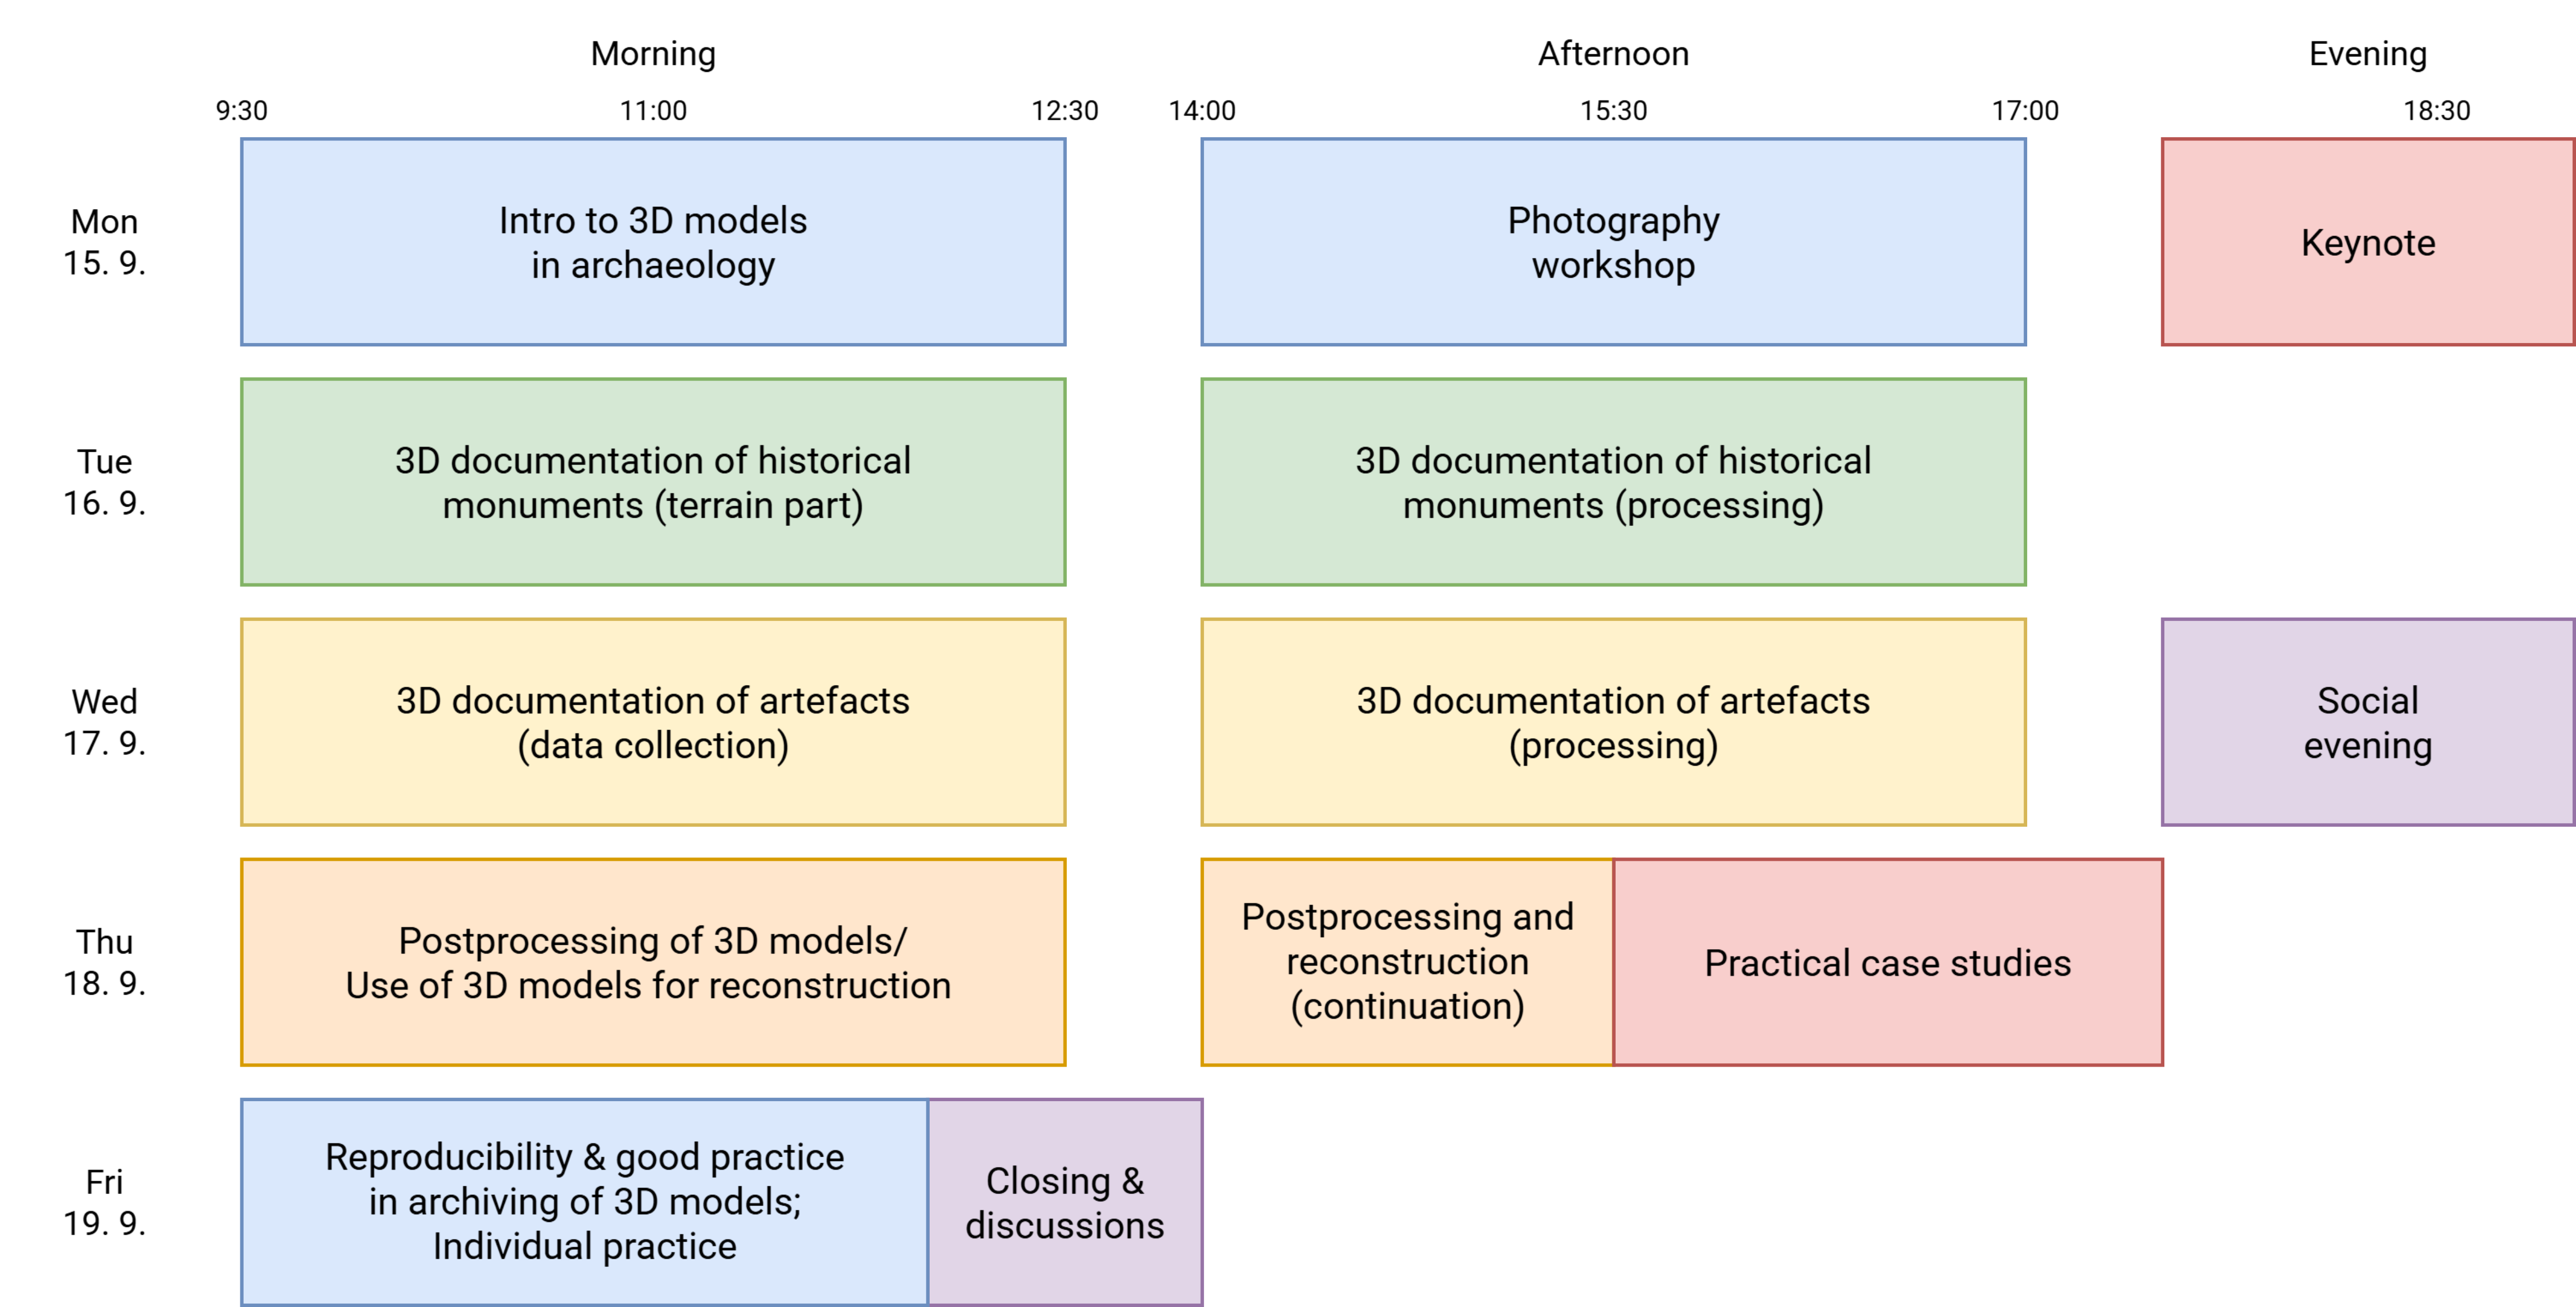 Morning
Afternoon
Evening
9:30
11:00
12:30
14:00
15:30
17:00
18:30
Mon
15. 9.
Intro to 3D models
in archaeology
Photography
workshop
Keynote
Tue
16. 9.
3D documentation of historical
monuments (terrain part)
3D documentation of historical
monuments (processing)
Wed
17. 9.
3D documentation of artefacts
(data collection)
3D documentation of artefacts
(processing)
Social
evening
Thu
18. 9.
Postprocessing of 3D models/
Use of 3D models for reconstruction
Postprocessing and
reconstruction
(continuation)
Practical case studies
Fri
19. 9.
Reproducibility & good practice
in archiving of 3D models;
Individual practice
Closing &
discussions